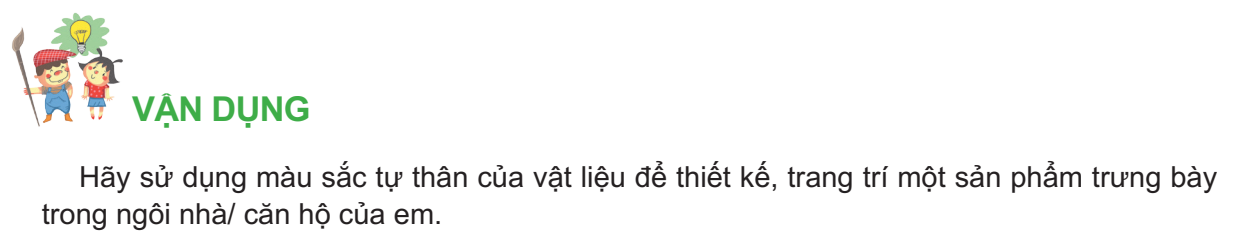 VẬN DỤNG
Hãy sử dụng màu sắc tự thân của vật liệu để thiết kế, trang trí một sản phẩm trưng bày
trong ngôi nhà/ căn hộ của em.